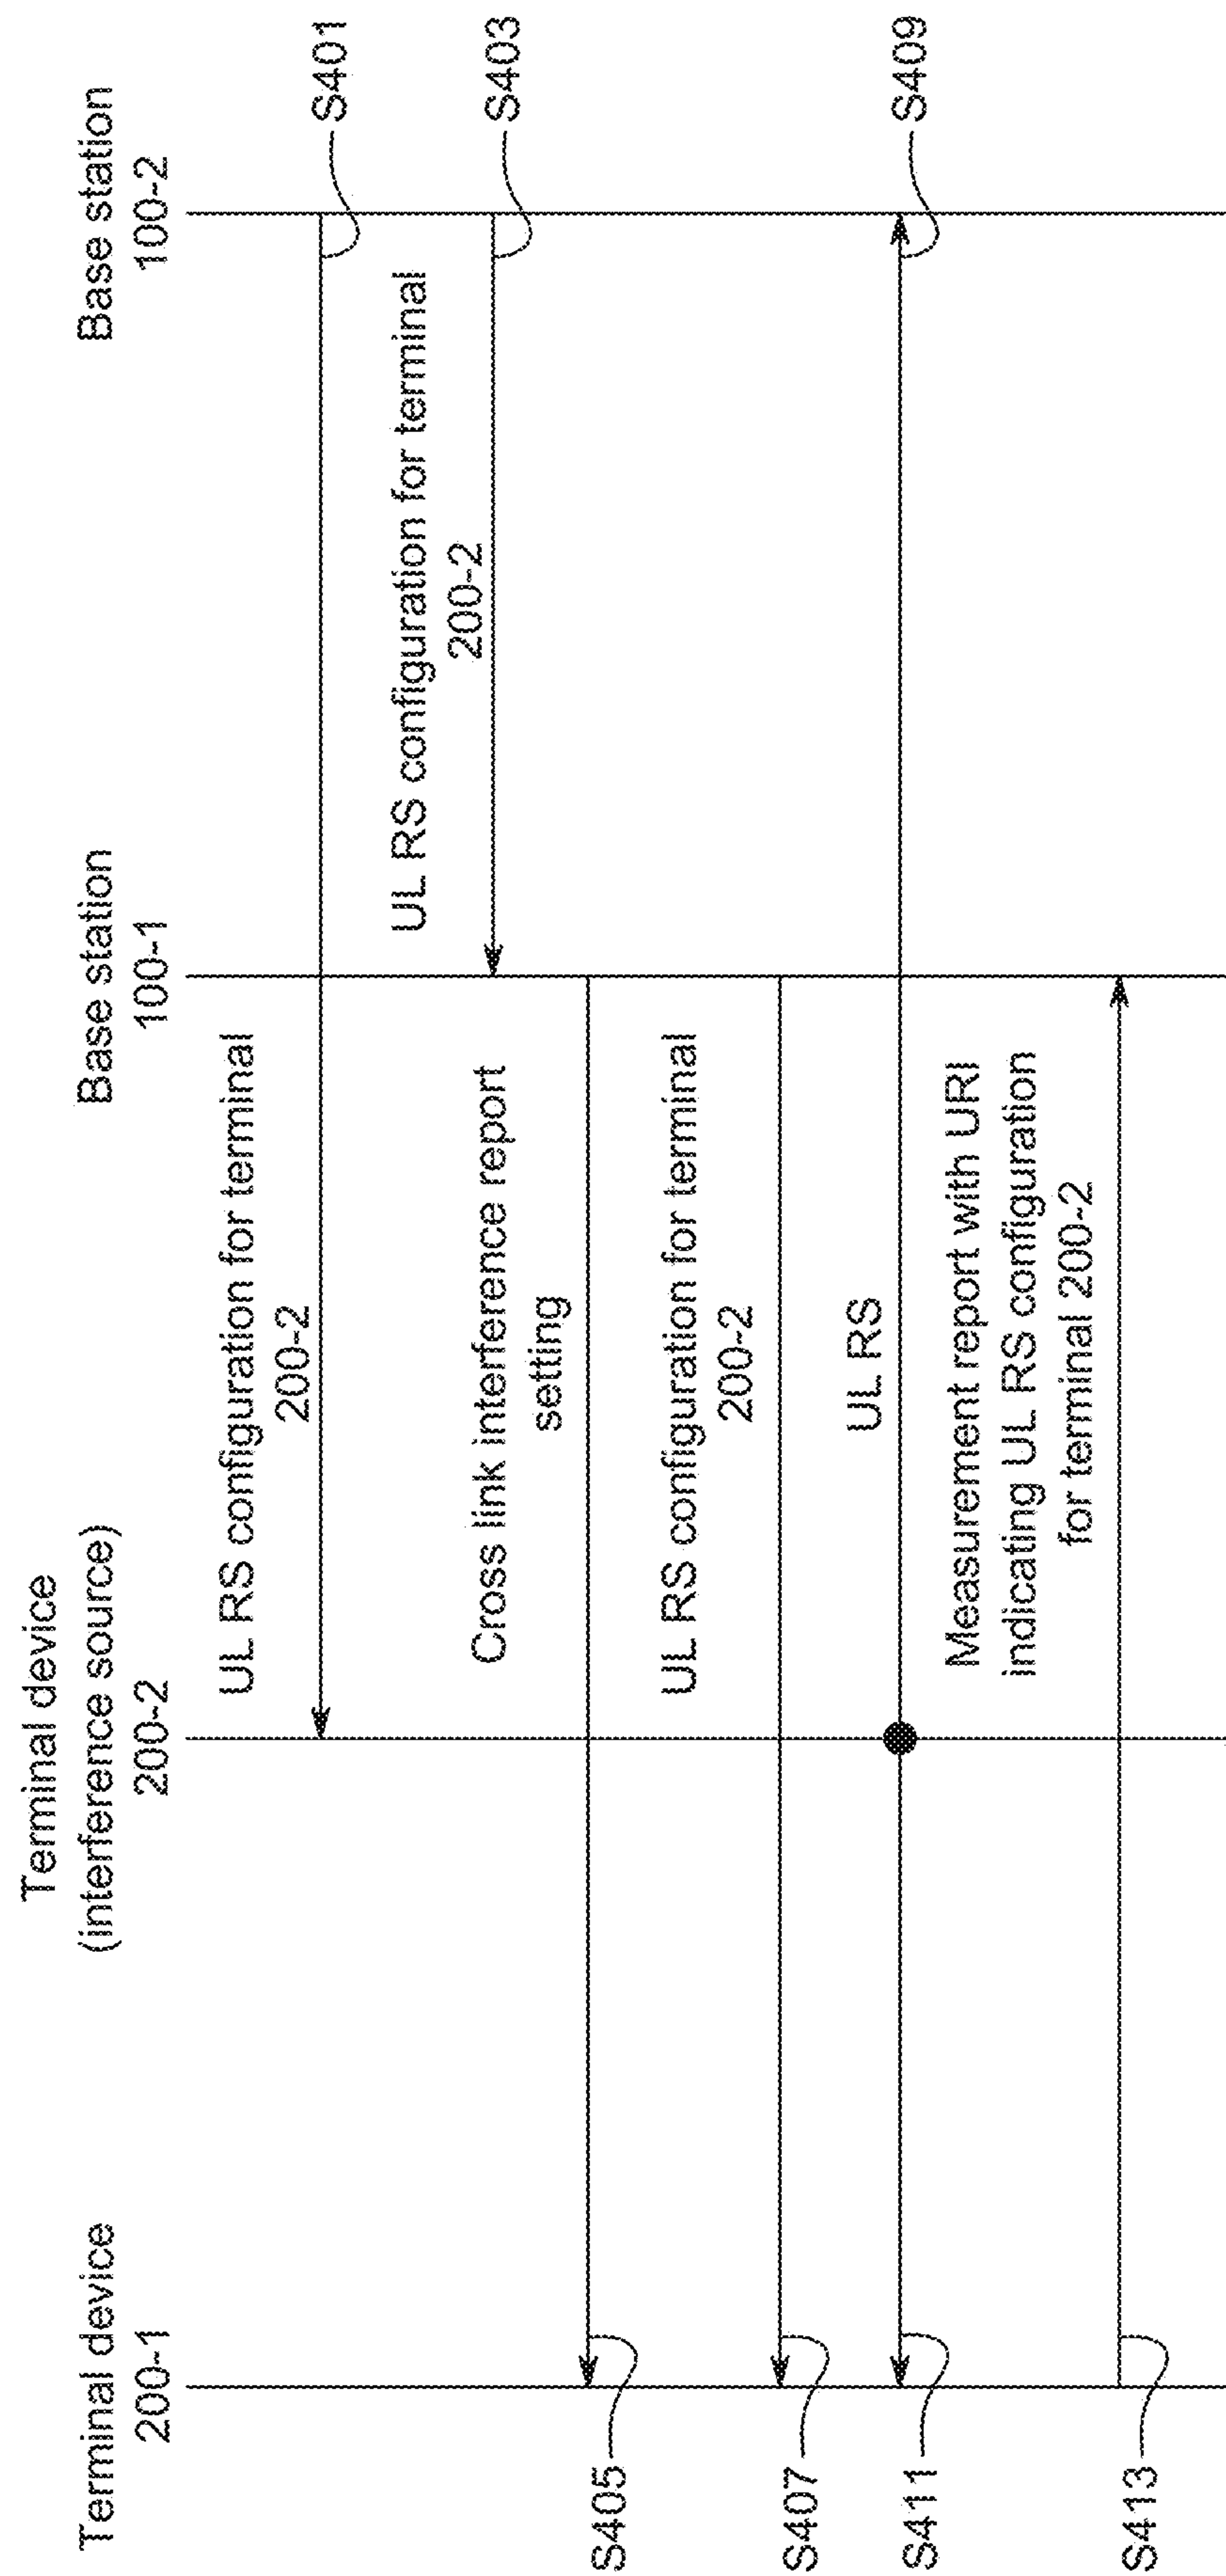 Terminal device
200-1
Terminal device
(interference source)
200-2
Base station
100-1
Base station
100-2
UL RS configuration for terminal
200-2
S401
UL RS configuration for terminal
200-2
S403
Cross link interference report
setting
S405
UL RS configuration for terminal
200-2
S407
UL RS
S409
S411
Measurement report with URI
indicating UL RS configuration
for terminal 200-2
S413